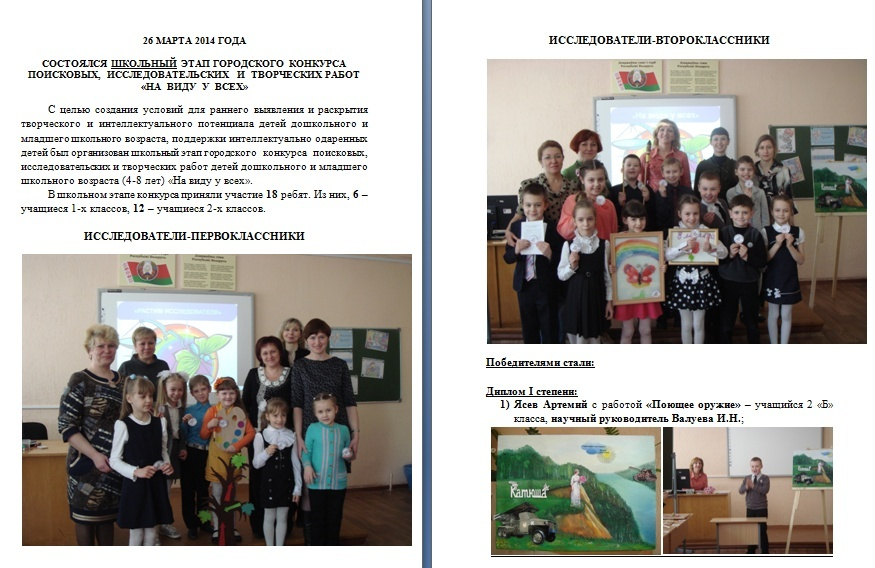 26 МАРТА 2014 ГОДА
СОСТОЯЛСЯ ШКОЛЬНЫЙ ЭТАП ГОРОДСКОГО КОНКУРСА
ПОИСКОВЫХ, ИССЛЕДОВАТЕЛЬСКИХ И ТВОРЧЕСКИХ РАБОТ
«НА ВИДУ У ВСЕХ»
С целью создания условий для раннего выявления и раскрытия
творческого и интеллектуального потенциала детей дошкольного и
младшего школьного возраста, поддержки интеллектуально одаренных
детей был организован школьный этап городского конкурса поисковых,
исследовательских и творческих работ детей дошкольного и младшего
школьного возраста (4-8 лет) «На виду у всех».
В школьном этапе конкурса приняли участие 18 ребят. Из них, 6 –
учащиеся 1-х классов, 12 – учащиеся 2-х классов.
ИССЛЕДОВАТЕЛИ-ПЕРВОКЛАССНИКИ
ИССЛЕДОВАТЕЛИ-ВТОРОКЛАССНИКИ
«На виду у всех»
Победителями стали:
Диплом I степени:
1) Ясев Артемий с работой «Поющее оружие» – учащийся 2 «Б»
класса, научный руководитель Валуева И.Н.;
Катюша
Катюша